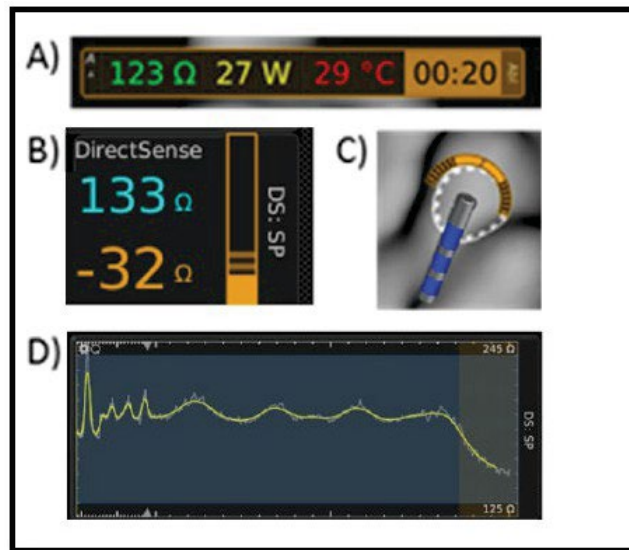 A) 123 Ω 27 W 29 °C 00:20
B) DirectSense
133 Ω
-32 Ω
DS: SP
C)
D) 245 Ω
DS: SP
125 Ω